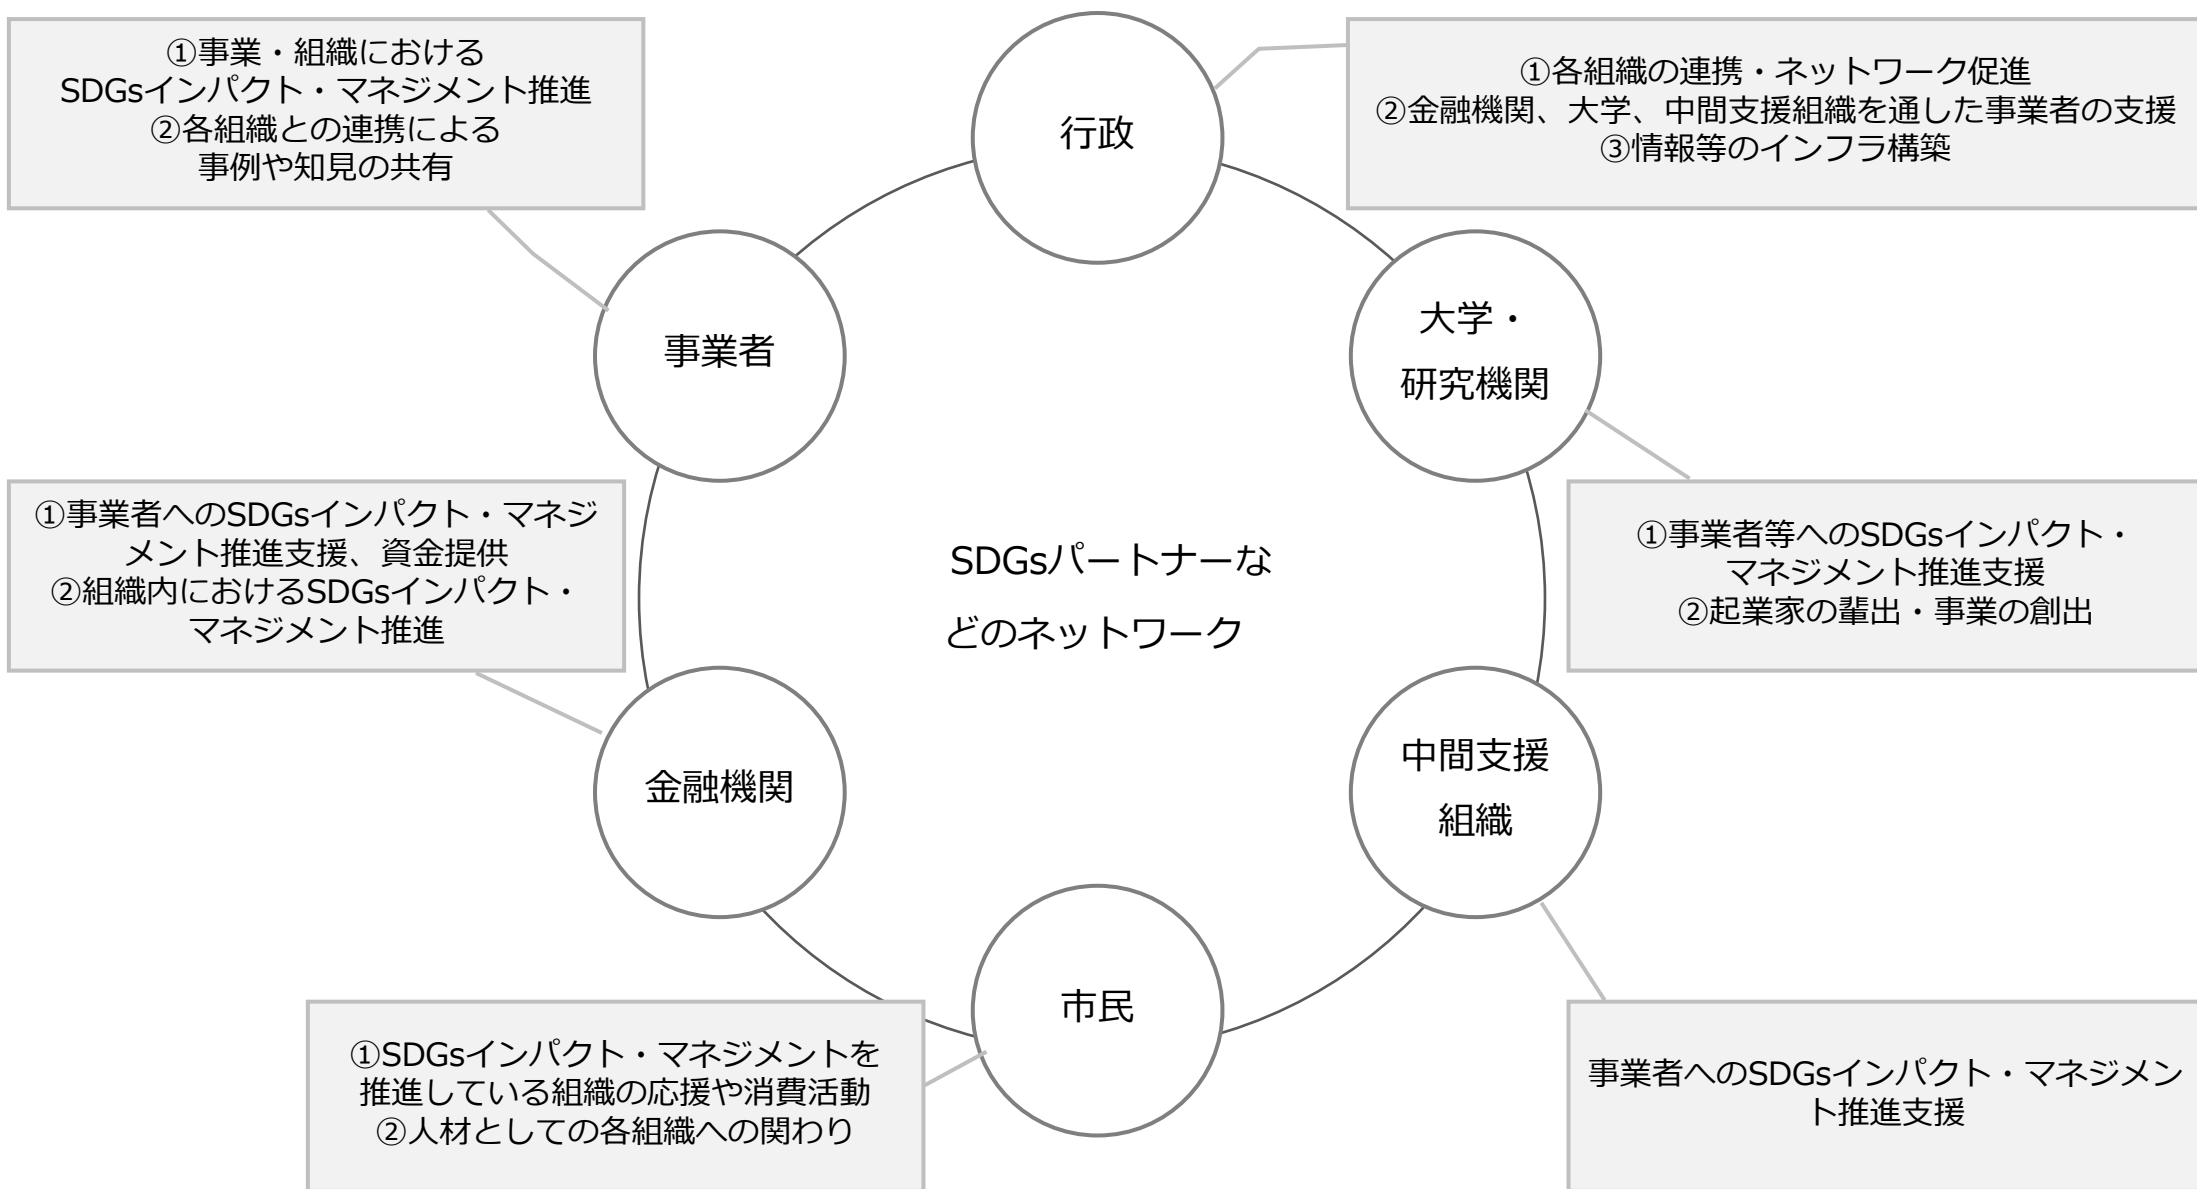 ①事業・組織における
SDGsインパクト・マネジメント推進
②各組織との連携による
事例や知見の共有
行政
①各組織の連携・ネットワーク促進
②金融機関、大学、中間支援組織を通した事業者の支援
③情報等のインフラ構築
事業者
大学・
研究機関
①事業者へのSDGsインパクト・マネジ
メント推進支援、資金提供
②組織内におけるSDGsインパクト・
マネジメント推進
SDGsパートナーな
どのネットワーク
①事業者等へのSDGsインパクト・
マネジメント推進支援
②起業家の輩出・事業の創出
金融機関
中間支援
組織
①SDGsインパクト・マネジメントを
推進している組織の応援や消費活動
②人材としての各組織への関わり
市民
事業者へのSDGsインパクト・マネジメン
ト推進支援